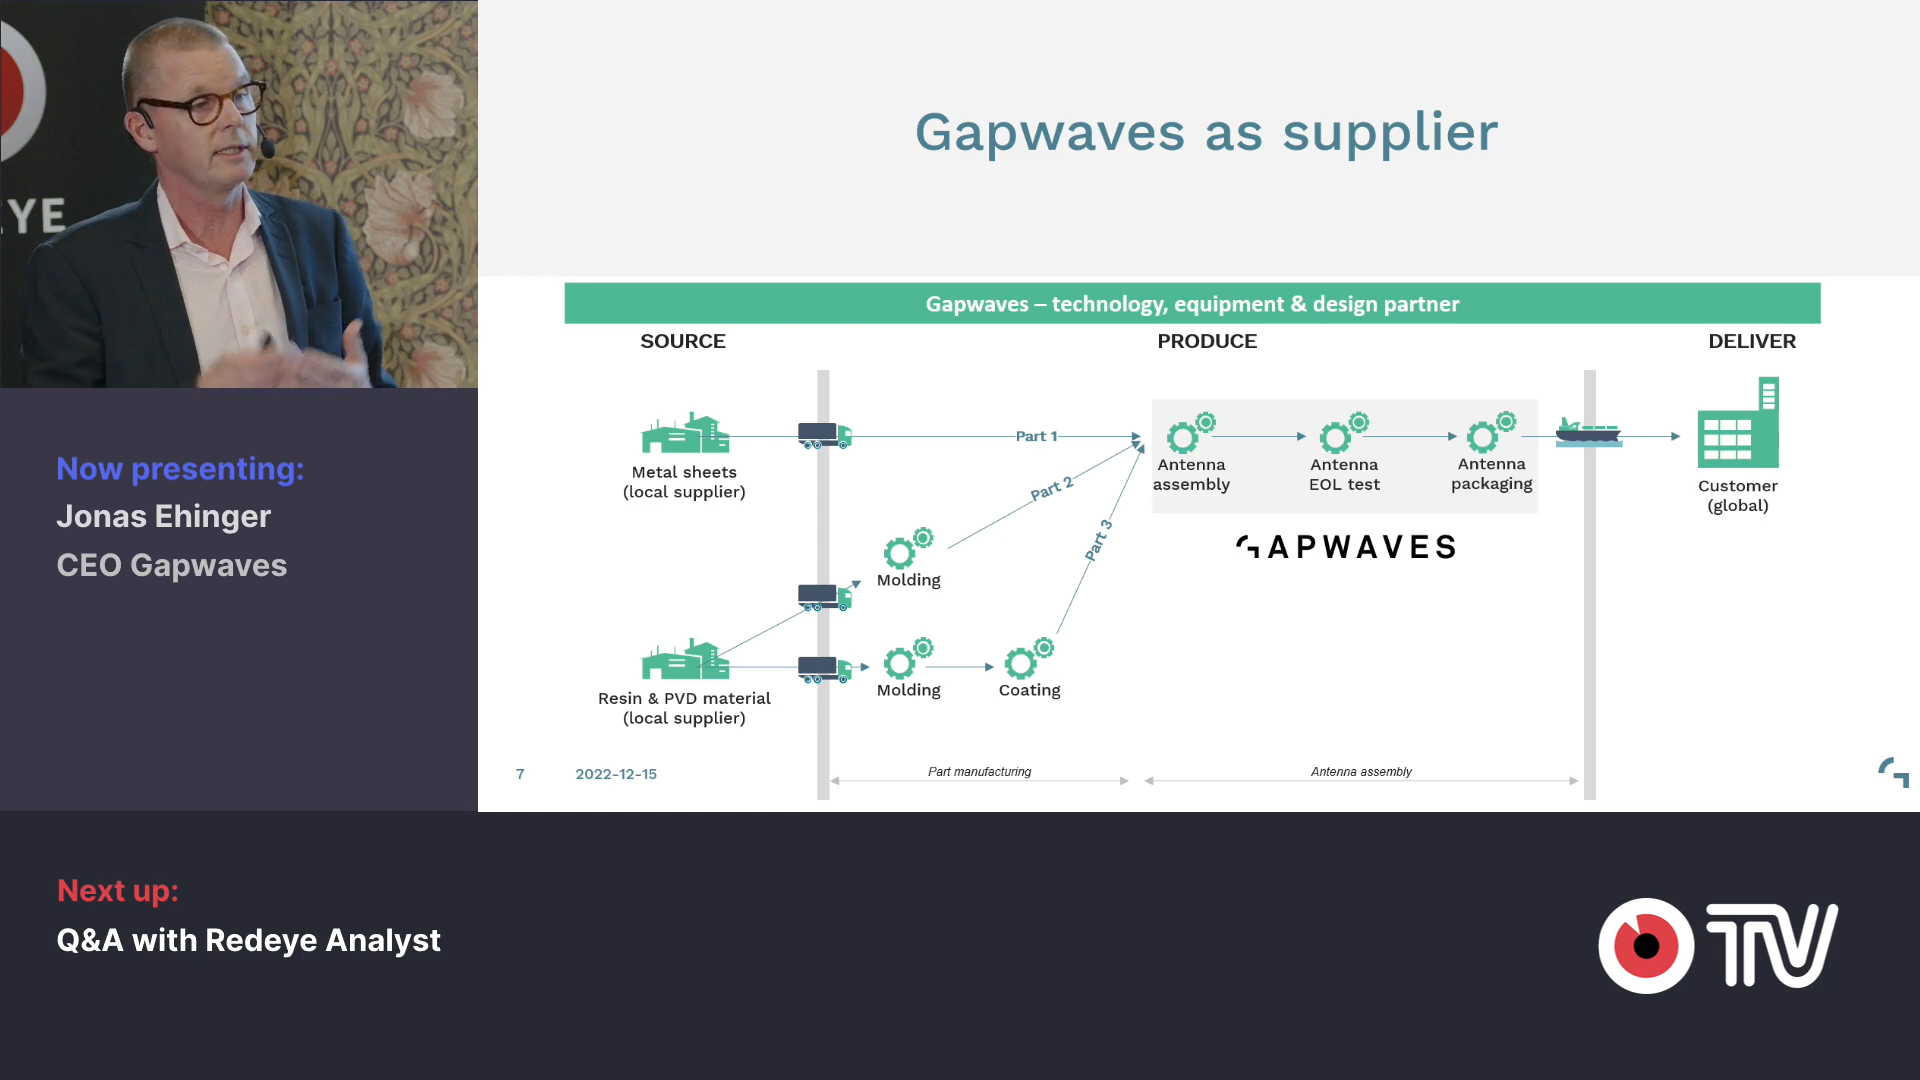 YE
Now presenting:
Jonas Ehinger
CEO Gapwaves
Gapwaves as supplier
Gapwaves – technology, equipment & design partner
SOURCE
PRODUCE
DELIVER
Metal sheets
(local supplier)
Part 1
Part 2
Part 3
Molding
Resin & PVD material
(local supplier)
Molding
Coating
Antenna
assembly
Antenna
EOL test
Antenna
packaging
GAPWAVES
Customer
(global)
7
2022-12-15
Part manufacturing
Antenna assembly
Next up:
Q&A with Redeye Analyst
TV